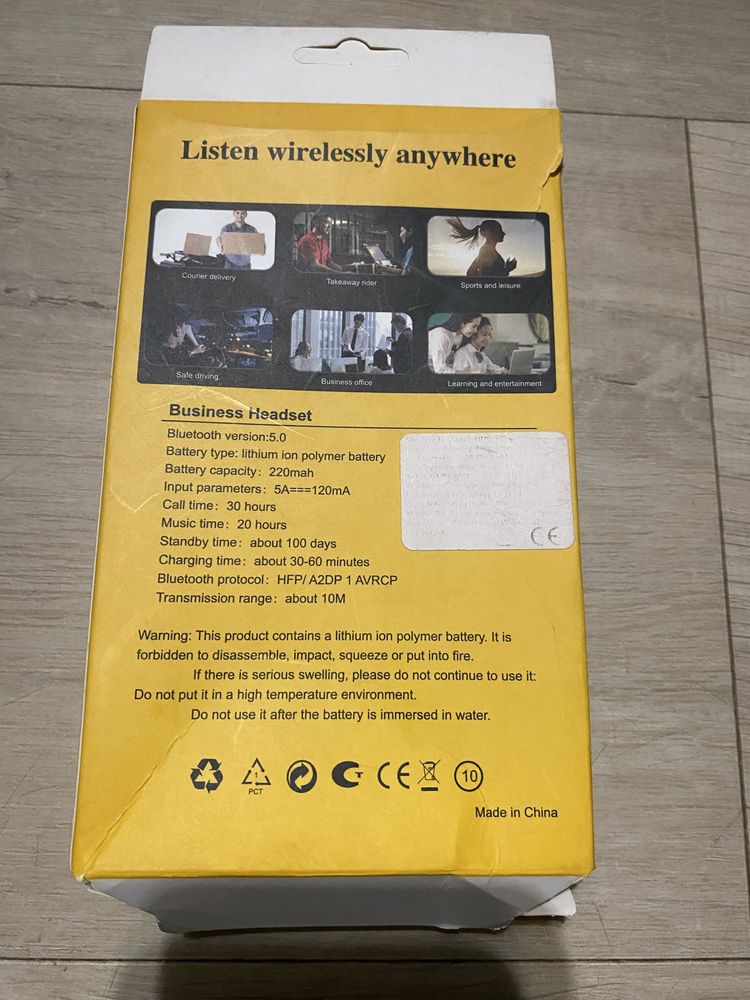 Listen wirelessly anywhere
Courier delivery
Takeaway rider
Sports and leisure.
Safe driving.
Business office
Learning and entertainment
Business Headset
Bluetooth version:5.0
Battery type: lithium ion polymer battery
Battery capacity: 220mah
Input parameters: 5A===120mA
Call time: 30 hours
Music time: 20 hours
Standby time: about 100 days
Charging time: about 30-60 minutes
Bluetooth protocol: HFP/ A2DP 1 AVRCP
Transmission range: about 10M
CE
Warning: This product contains a lithium ion polymer battery. It is
forbidden to disassemble, impact, squeeze or put into fire.
If there is serious swelling, please do not continue to use it:
Do not put it in a high temperature environment.
Do not use it after the battery is immersed in water.
1
PCT
CE
10
Made in China